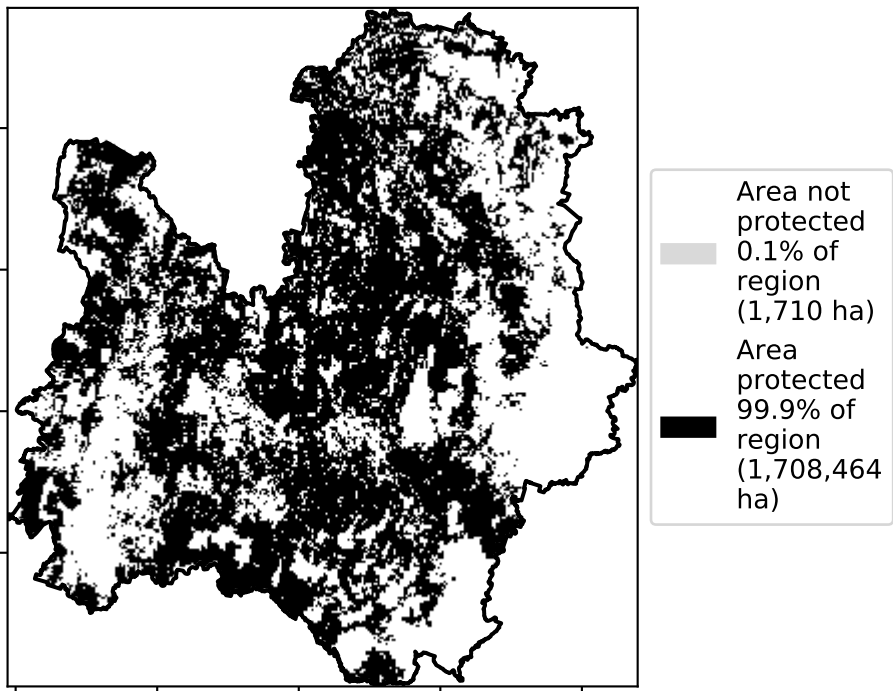 Area not
protected
0.1% of
region
(1,710 ha)
Area
protected
99.9% of
region
(1,708,464
ha)